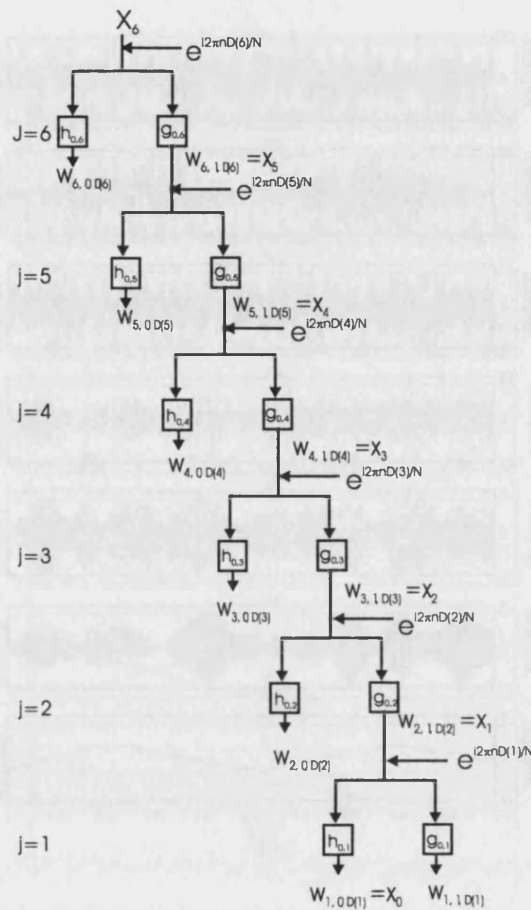 X₆
e^{i2πnD(6)/N}
J=6
h₀,₆
g₀,₆
W₆, ₀ D[6]
W₆, ₁ D[6] = X₅
e^{i2πnD(5)/N}
j=5
h₀,₅
g₀,₅
W₅, ₀ D[5]
W₅, ₁ D[5] = X₄
e^{i2πnD(4)/N}
j=4
h₀,₄
g₀,₄
W₄, ₀ D[4]
W₄, ₁ D[4] = X₃
e^{i2πnD(3)/N}
j=3
h₀,₃
g₀,₃
W₃, ₀ D[3]
W₃, ₁ D[3] = X₂
e^{i2πnD(2)/N}
j=2
h₀,₂
g₀,₂
W₂, ₀ D[2]
W₂, ₁ D[2] = X₁
e^{i2πnD(1)/N}
j=1
h₀,₁
g₀,₁
W₁, ₀ D[1] = X₀
W₁, ₁ D[1]